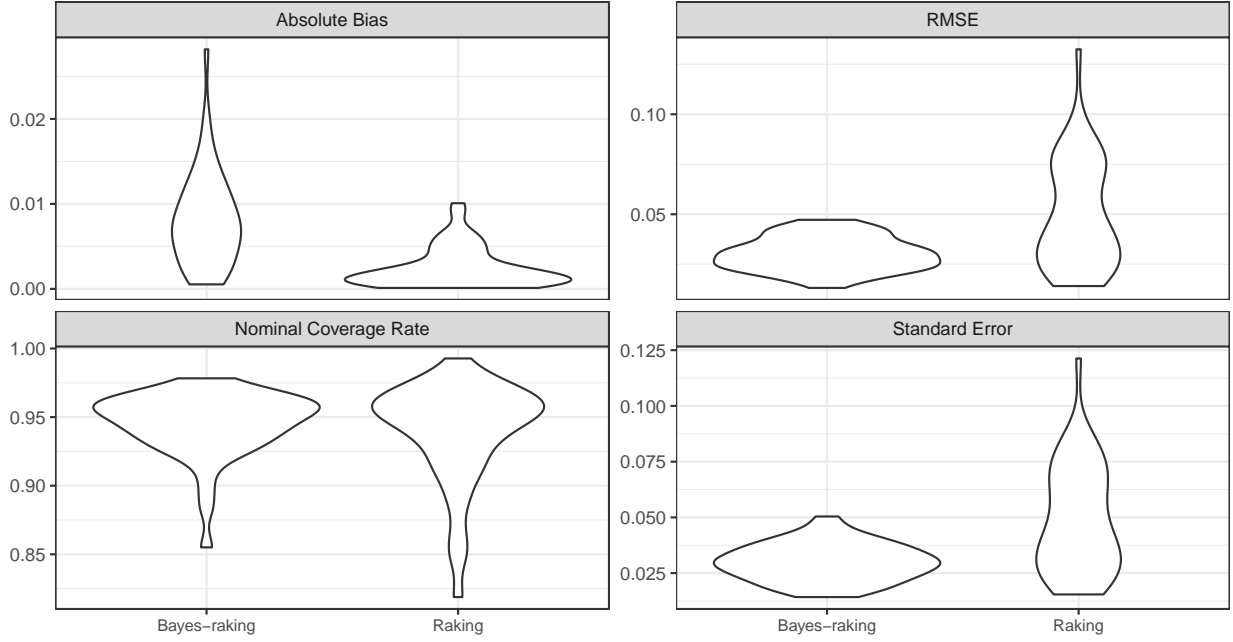 Absolute Bias
RMSE
0.02
0.01
0.00
0.10
0.05
Nominal Coverage Rate
Standard Error
1.00
0.95
0.90
0.85
0.125
0.100
0.075
0.050
0.025
Bayes−raking
Raking
Bayes−raking
Raking